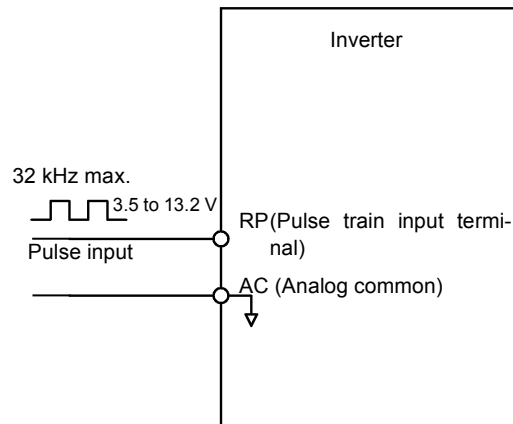 Inverter
32 kHz max.
3.5 to 13.2 V
RP(Pulse train input termi-
nal)
Pulse input
AC (Analog common)